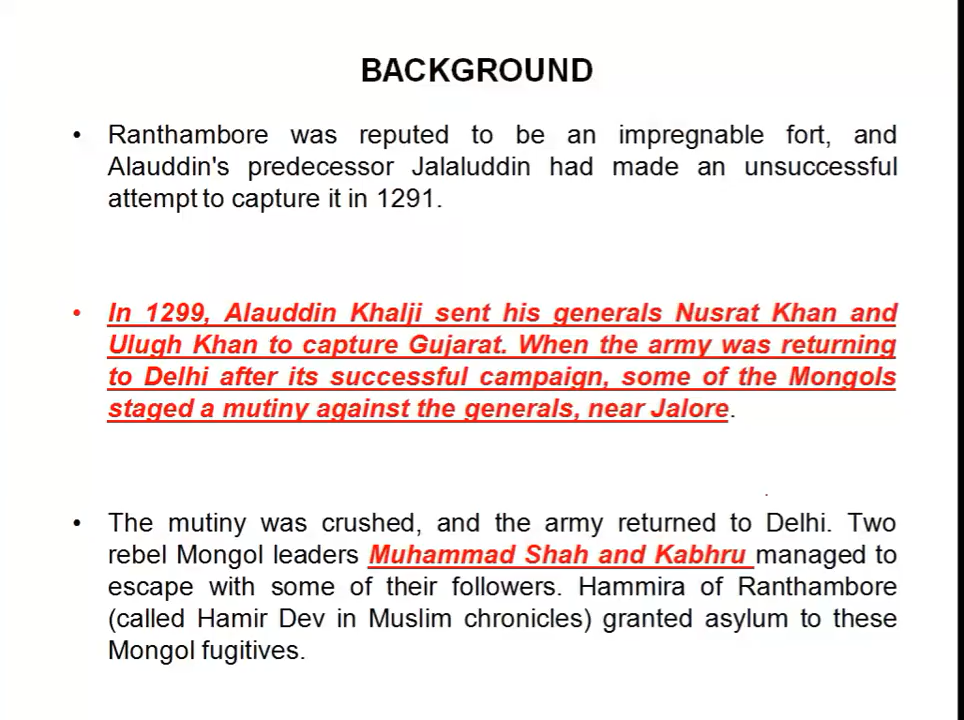 BACKGROUND
• Ranthambore was reputed to be an impregnable fort, and
Alauddin's predecessor Jalaluddin had made an unsuccessful
attempt to capture it in 1291.
• In 1299, Alauddin Khalji sent his generals Nusrat Khan and
Ulugh Khan to capture Gujarat. When the army was returning
to Delhi after its successful campaign, some of the Mongols
staged a mutiny against the generals, near Jalore.
• The mutiny was crushed, and the army returned to Delhi. Two
rebel Mongol leaders Muhammad Shah and Kabhru managed to
escape with some of their followers. Hammira of Ranthambore
(called Hamir Dev in Muslim chronicles) granted asylum to these
Mongol fugitives.